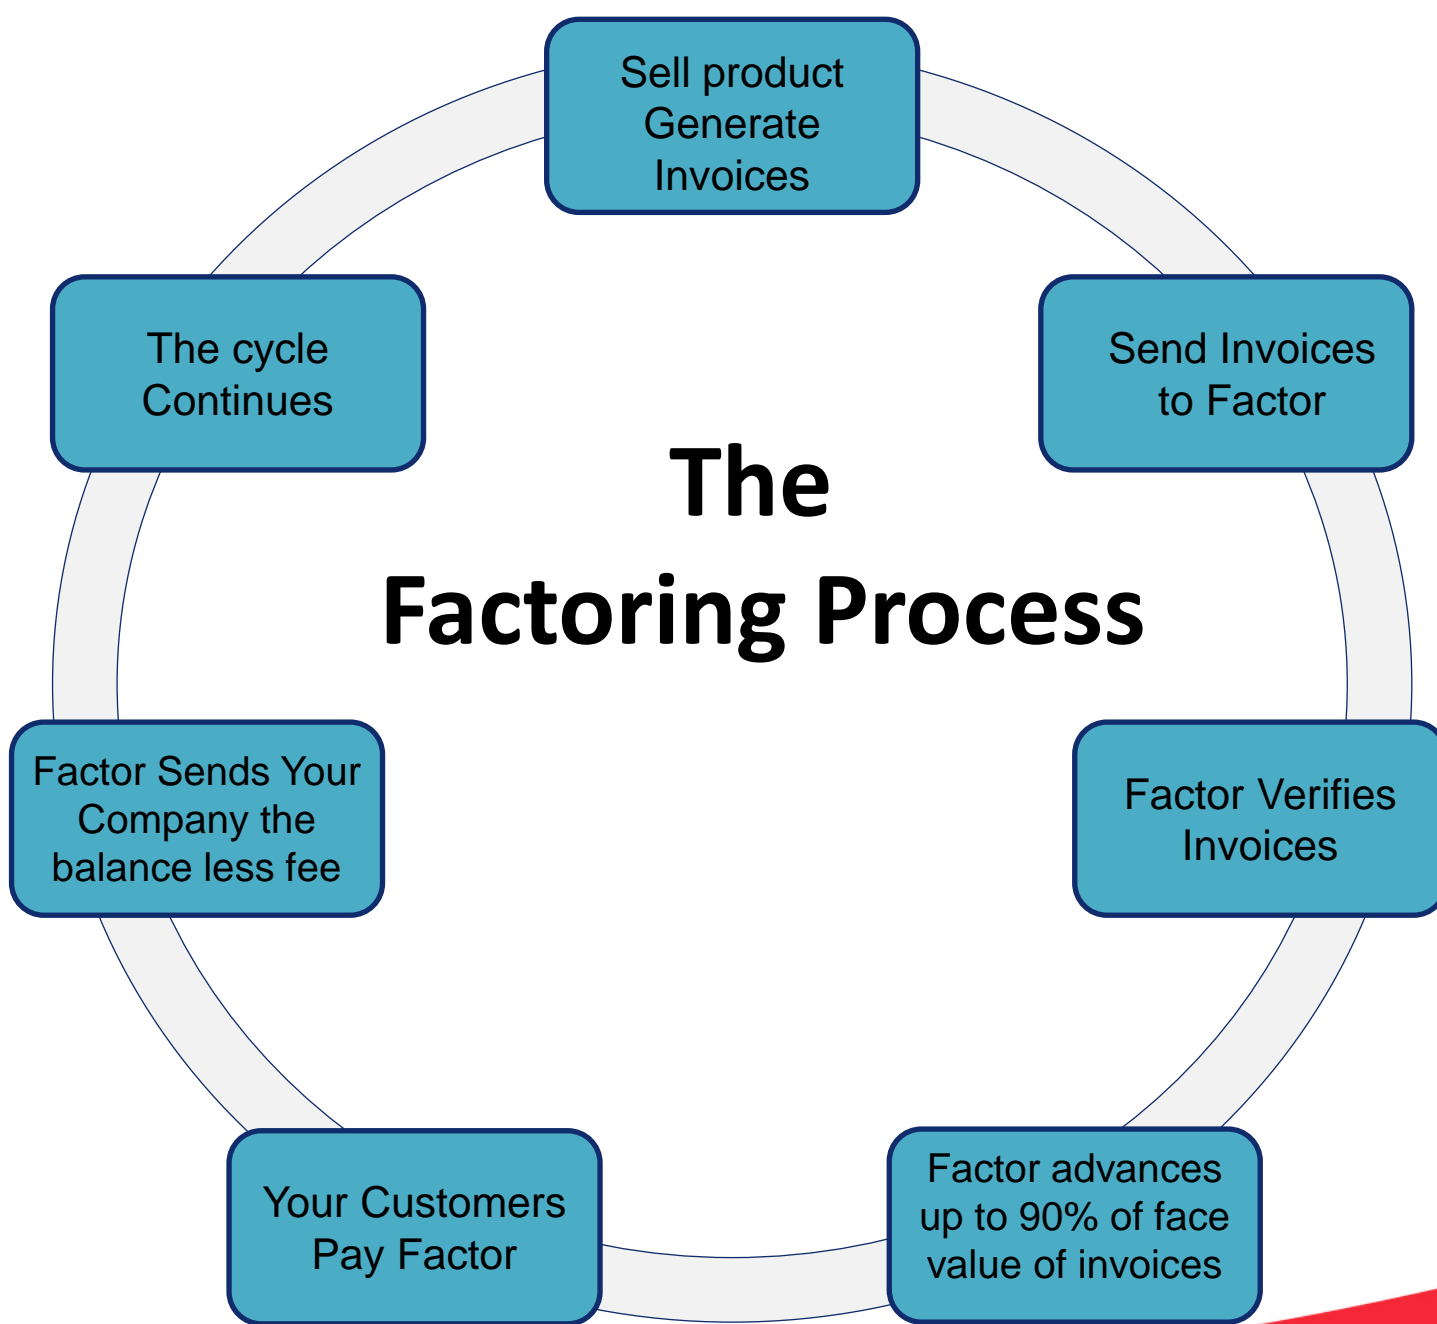 Sell product
Generate
Invoices
Send Invoices
to Factor
Factor Verifies
Invoices
Factor advances
up to 90% of face
value of invoices
Your Customers
Pay Factor
Factor Sends Your
Company the
balance less fee
The cycle
Continues
The
Factoring Process